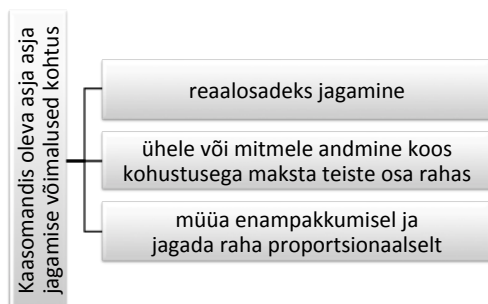 Kaasomandis oleva asja asja
jagamise võimalused kohtus
reaalosadeks jagamine
ühele või mitmele andmine koos
kohustusega maksta teiste osa rahas
müüa enampakkumisel ja
jagada raha proportsionaalselt